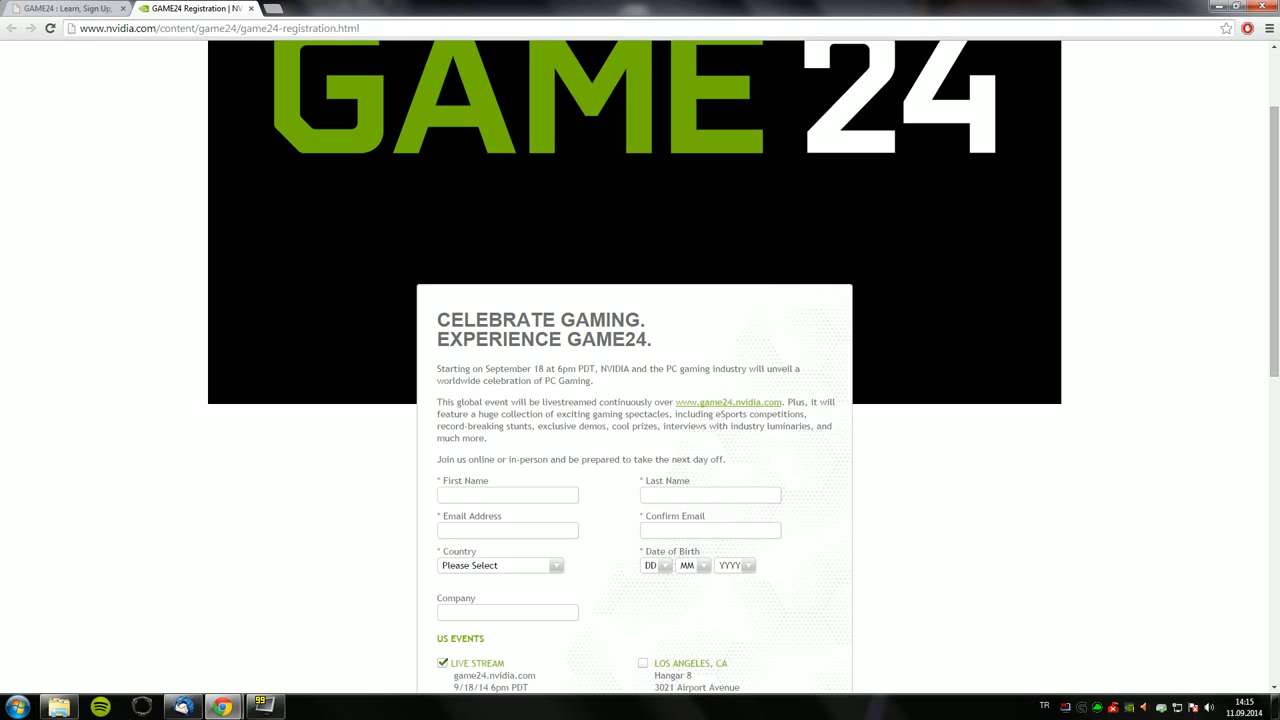 GAME24 : Learn, Sign Up,
GAME24 Registration | NV
www.nvidia.com/content/game24/game24-registration.html
GAME 24
CELEBRATE GAMING.
EXPERIENCE GAME24.
Starting on September 18 at 6pm PDT, NVIDIA and the PC gaming industry will unveil a
worldwide celebration of PC Gaming.
This global event will be livestreamed continuously over www.game24.nvidia.com. Plus, it will
feature a huge collection of exciting gaming spectacles, including eSports competitions,
record-breaking stunts, exclusive demos, cool prizes, interviews with industry luminaries, and
much more.
Join us online or in-person and be prepared to take the next day off.
* First Name
* Last Name
* Email Address
* Confirm Email
* Country
* Date of Birth
Please Select
DD MM YYYY
Company
US EVENTS
LIVE STREAM
LOS ANGELES, CA
game24.nvidia.com
Hangar 8
9/18/14 6pm PDT
3021 Airport Avenue
99
TR
14:15
11.09.2014